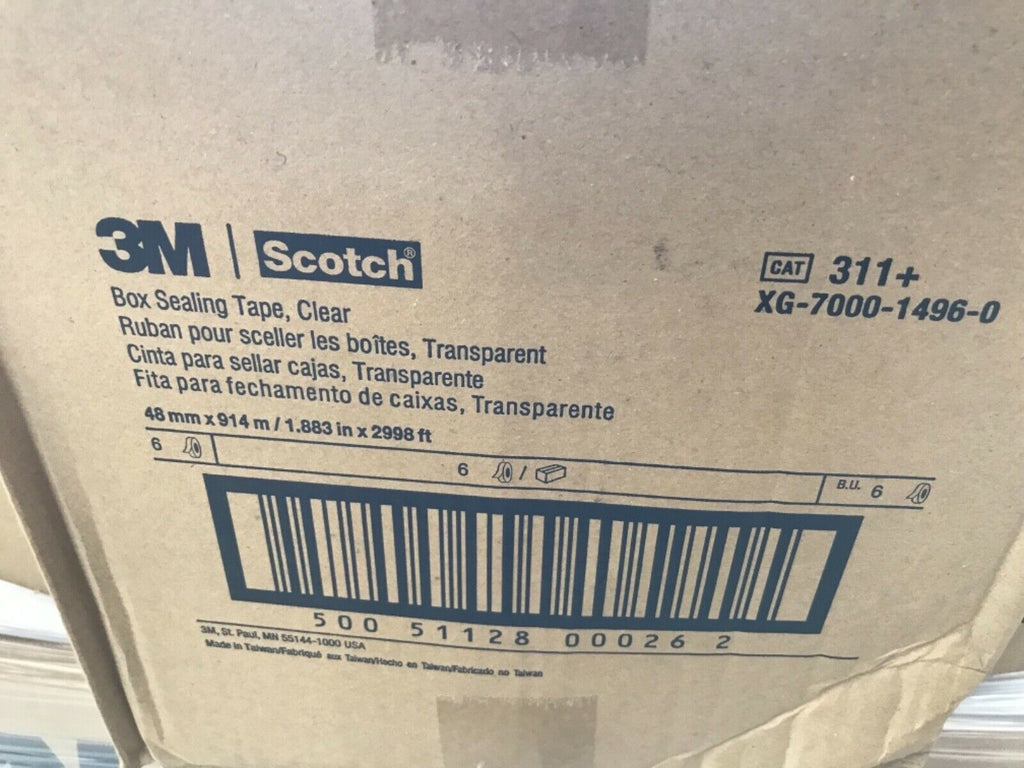 3M | Scotch®
Box Sealing Tape, Clear
Ruban pour sceller les boîtes, Transparent
Cinta para sellar cajas, Transparente
Fita para fechamento de caixas, Transparente
48 mm x 914 m / 1.883 in x 2998 ft
CAT 311+
XG-7000-1496-0
6
6 /
B.U. 6
500 51128 00026 2
3M, St. Paul, MN 55144-1000 USA
Made in Taiwan/Fabriqué aux Taiwan/Hecho en Taiwan/Fabricado no Taiwan